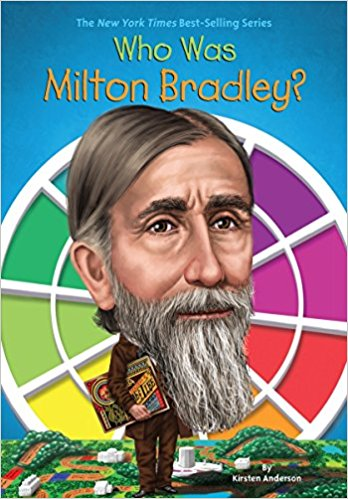 The New York Times Best-Selling Series
Who Was
Milton Bradley?
By
Kirsten Anderson